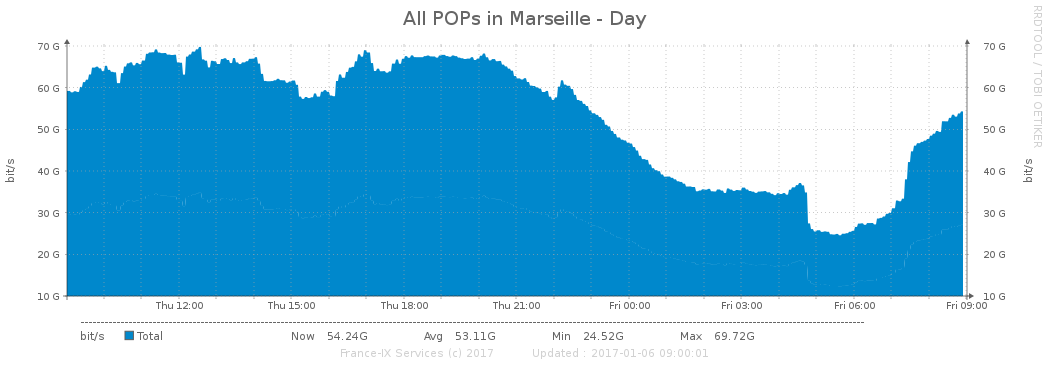 All POPs in Marseille - Day
RRDTOOL / TOBI OETIKER
bit/s
70 G
60 G
50 G
40 G
30 G
20 G
10 G
70 G
60 G
50 G
40 G
30 G
20 G
10 G
bit/s
Thu 12:00 Thu 15:00 Thu 18:00 Thu 21:00 Fri 00:00 Fri 03:00 Fri 06:00 Fri 09:00
bit/s Total Now 54.24G Avg 53.11G Min 24.52G Max 69.72G
France-IX Services (c) 2017 Updated : 2017-01-06 09:00:01